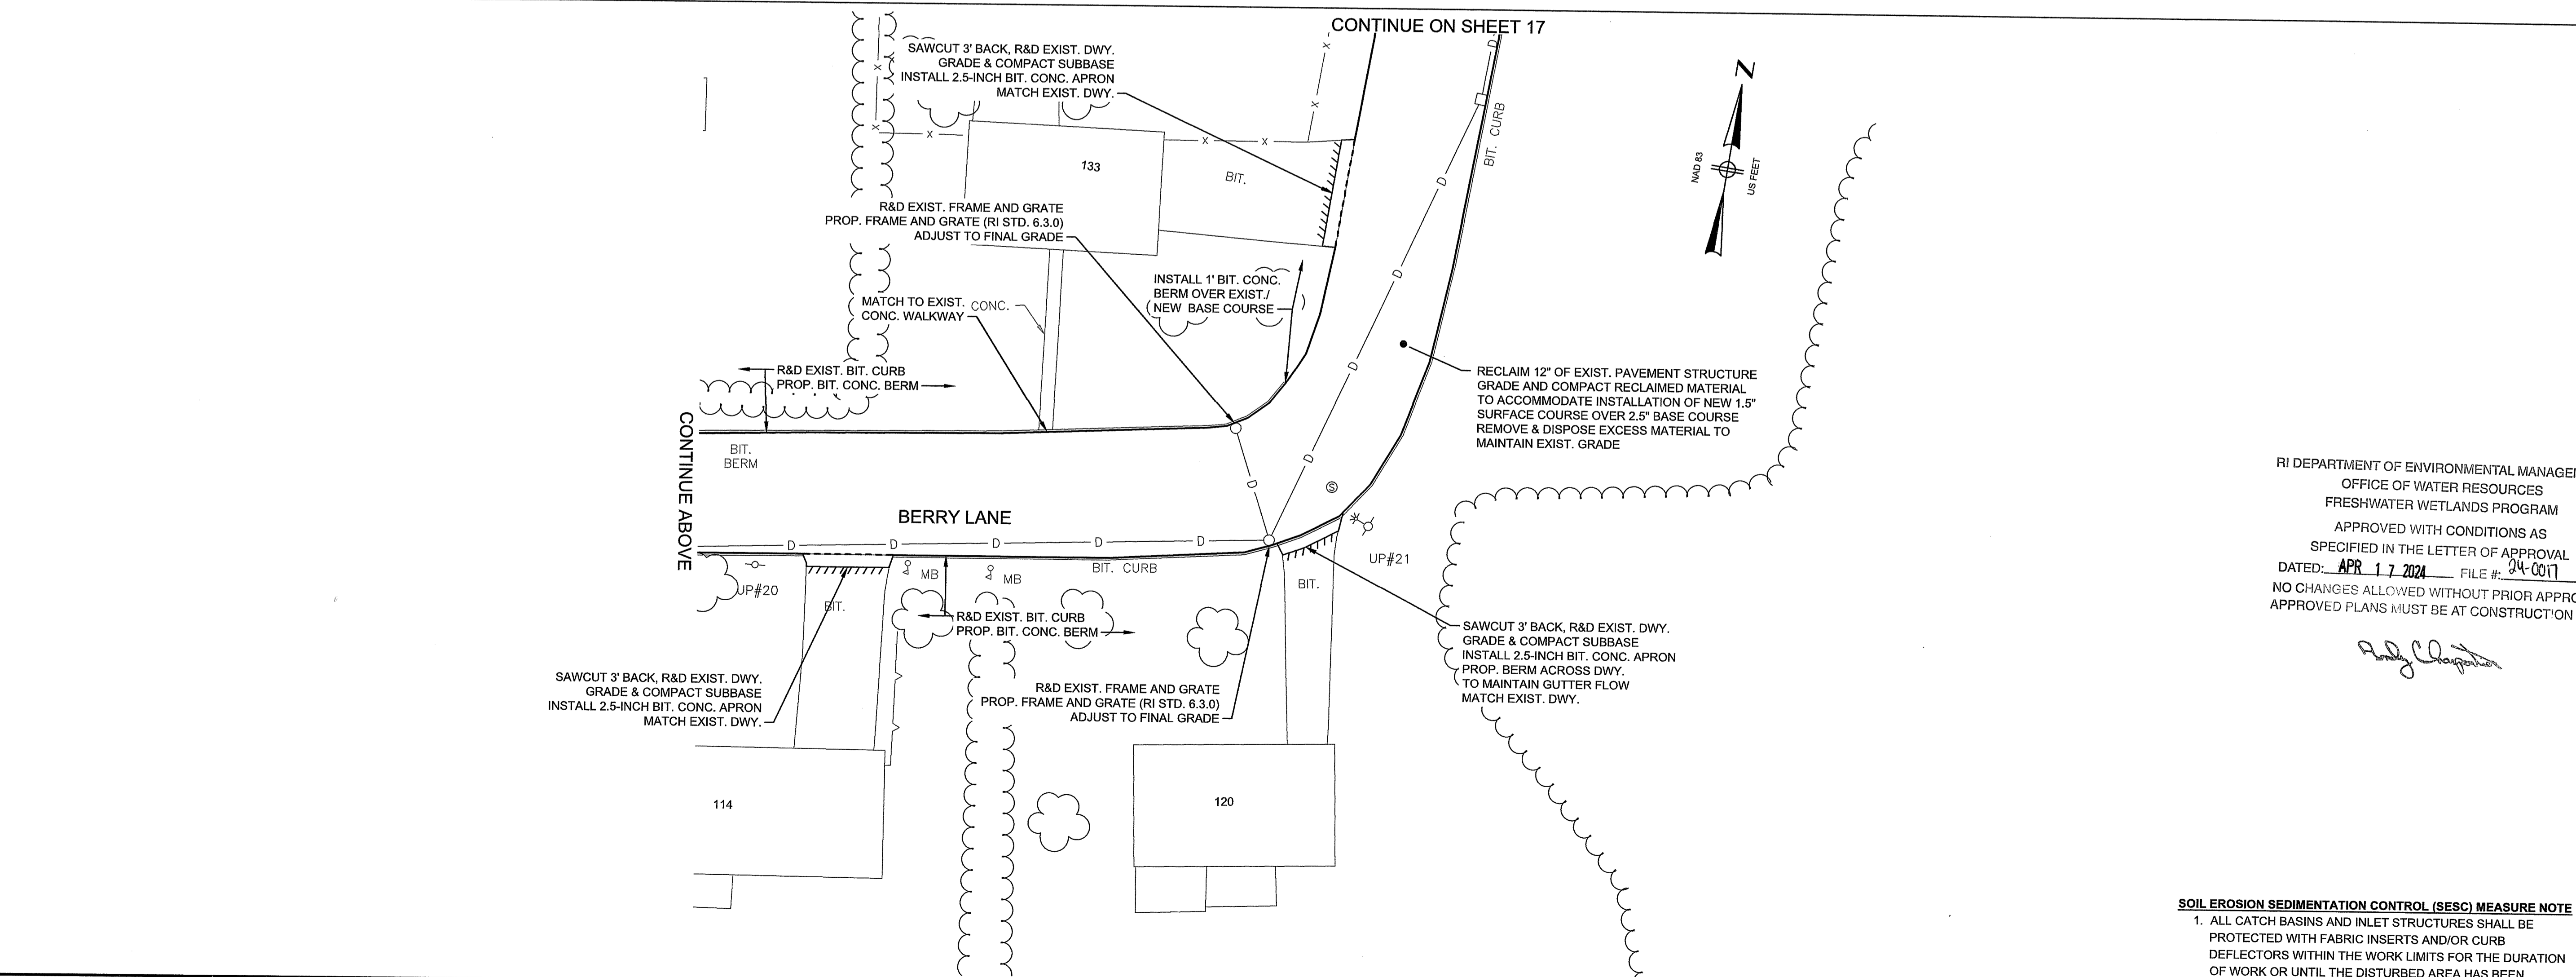 CONTINUE ON SHEET 17
SAWCUT 3' BACK, R&D EXIST. DWY.
GRADE & COMPACT SUBBASE
INSTALL 2.5-INCH BIT. CONC. APRON
MATCH EXIST. DWY.
133
BIT.
BIT. CURB
N
NAD 83
US FEET
R&D EXIST. FRAME AND GRATE
PROP. FRAME AND GRATE (RI STD. 6.3.0)
ADJUST TO FINAL GRADE
INSTALL 1' BIT. CONC.
BERM OVER EXIST./
NEW BASE COURSE
MATCH TO EXIST.
CONC. WALKWAY
CONC.
R&D EXIST. BIT. CURB
PROP. BIT. CONC. BERM
RECLAIM 12" OF EXIST. PAVEMENT STRUCTURE
GRADE AND COMPACT RECLAIMED MATERIAL
TO ACCOMMODATE INSTALLATION OF NEW 1.5"
SURFACE COURSE OVER 2.5" BASE COURSE
REMOVE & DISPOSE EXCESS MATERIAL TO
MAINTAIN EXIST. GRADE
CONTINUE ABOVE
BIT.
BERM
BERRY LANE
D
D
D
D
D
D
D
D
D
D
D
S
X
X
X
X
X
X
X
UP#20
BIT.
MB
MB
BIT. CURB
BIT.
UP#21
R&D EXIST. BIT. CURB
PROP. BIT. CONC. BERM
SAWCUT 3' BACK, R&D EXIST. DWY.
GRADE & COMPACT SUBBASE
INSTALL 2.5-INCH BIT. CONC. APRON
PROP. BERM ACROSS DWY.
TO MAINTAIN GUTTER FLOW
MATCH EXIST. DWY.
SAWCUT 3' BACK, R&D EXIST. DWY.
GRADE & COMPACT SUBBASE
INSTALL 2.5-INCH BIT. CONC. APRON
MATCH EXIST. DWY.
R&D EXIST. FRAME AND GRATE
PROP. FRAME AND GRATE (RI STD. 6.3.0)
ADJUST TO FINAL GRADE
114
120
RI DEPARTMENT OF ENVIRONMENTAL MANAGE
OFFICE OF WATER RESOURCES
FRESHWATER WETLANDS PROGRAM
APPROVED WITH CONDITIONS AS
SPECIFIED IN THE LETTER OF APPROVAL
DATED: APR 17 2024 FILE #: 24-0017
NO CHANGES ALLOWED WITHOUT PRIOR APPRO
APPROVED PLANS MUST BE AT CONSTRUCTION
SOIL EROSION SEDIMENTATION CONTROL (SESC) MEASURE NOTE
1. ALL CATCH BASINS AND INLET STRUCTURES SHALL BE
PROTECTED WITH FABRIC INSERTS AND/OR CURB
DEFLECTORS WITHIN THE WORK LIMITS FOR THE DURATION
OF WORK OR UNTIL THE DISTURBED AREA HAS BEEN